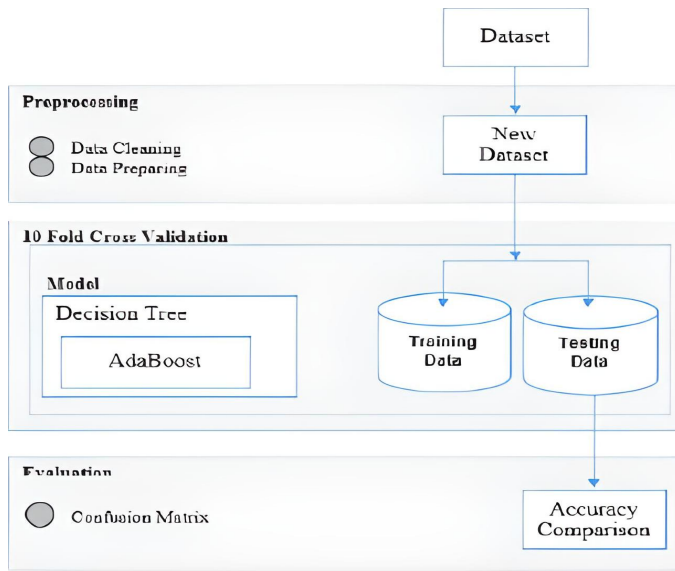 Dataset
Preprocessing
Data Cleaning
Data Preparing
New
Dataset
10 Fold Cross Validation
Model
Decision Tree
AdaBoost
Training
Data
Testing
Data
Evaluation
Confusion Matrix
Accuracy
Comparison